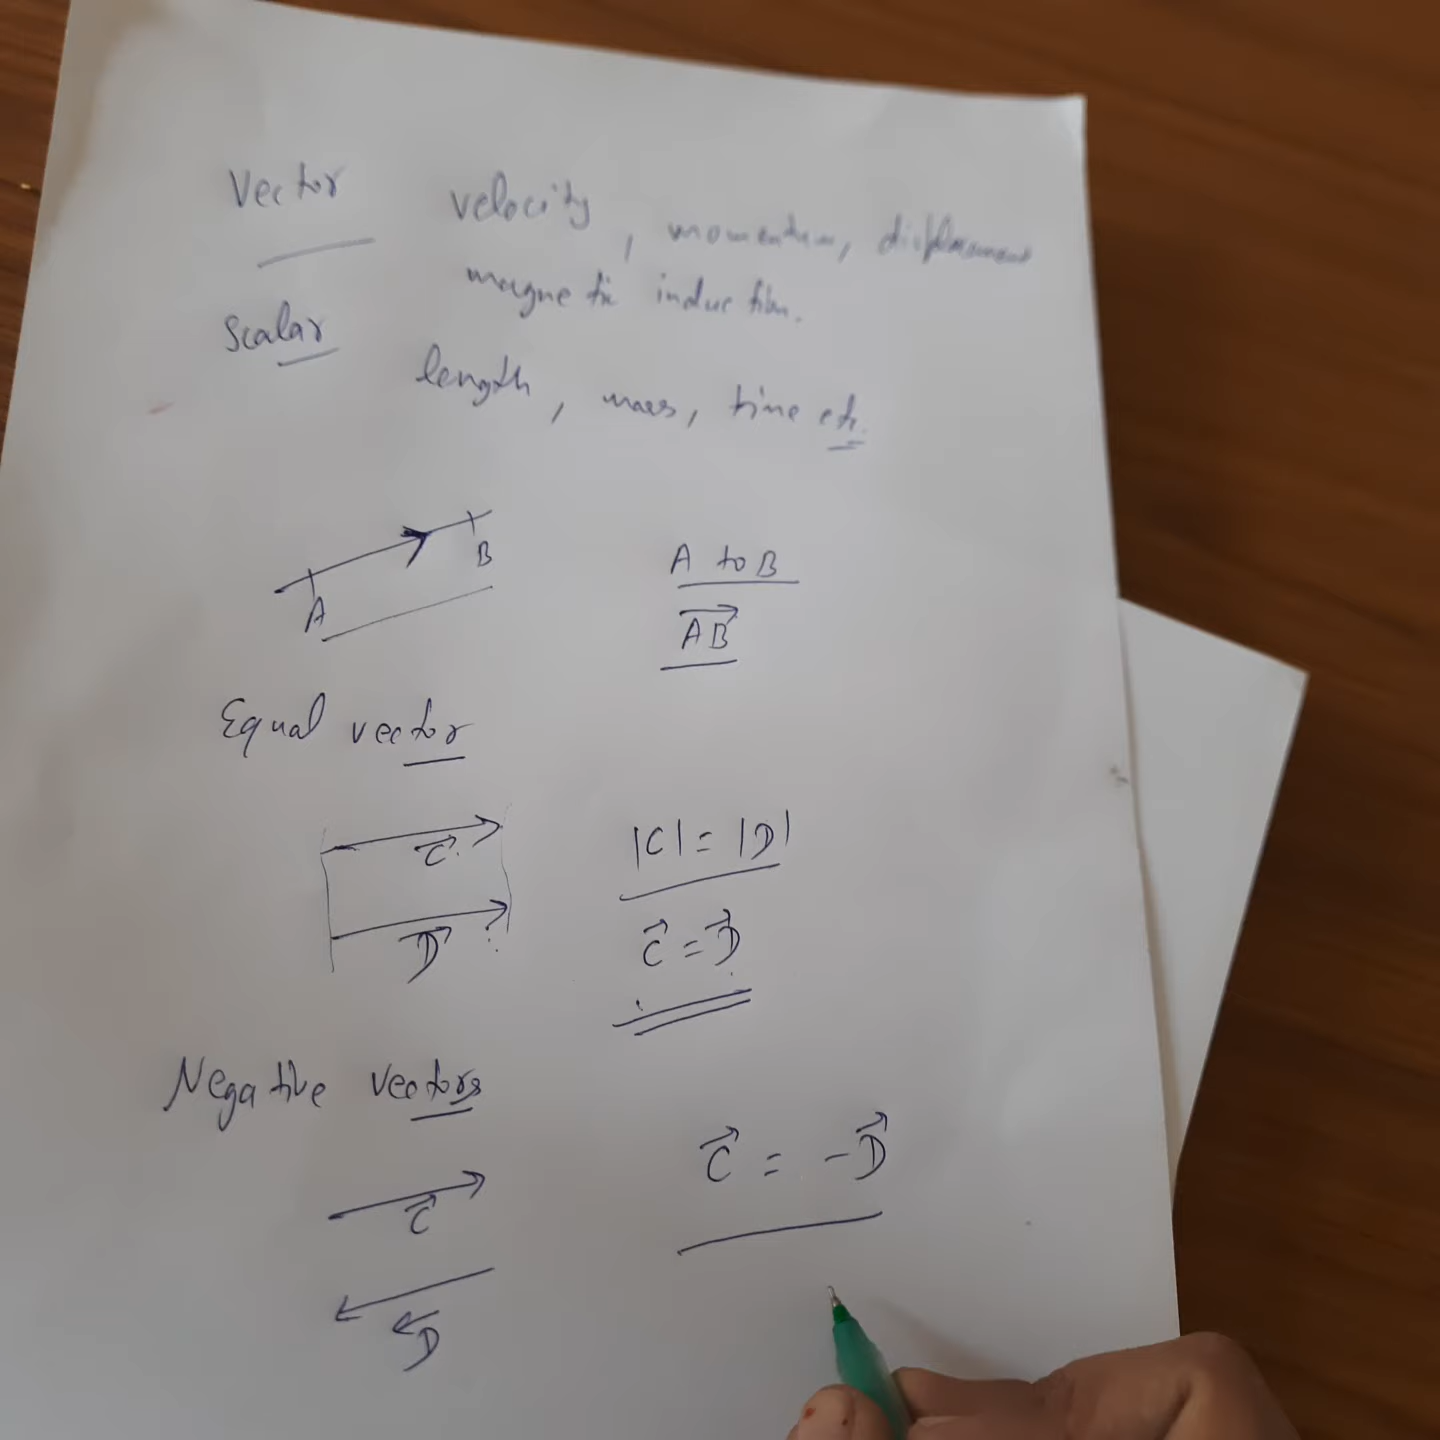 Vector velocity, momentum, displacement
magnetic induction.
Scalar
length, mass, time etc.
A B
A to B
AB
Equal vector
C
D
|C| = |D|
C = D
Negative vectors
C
D
C = -D